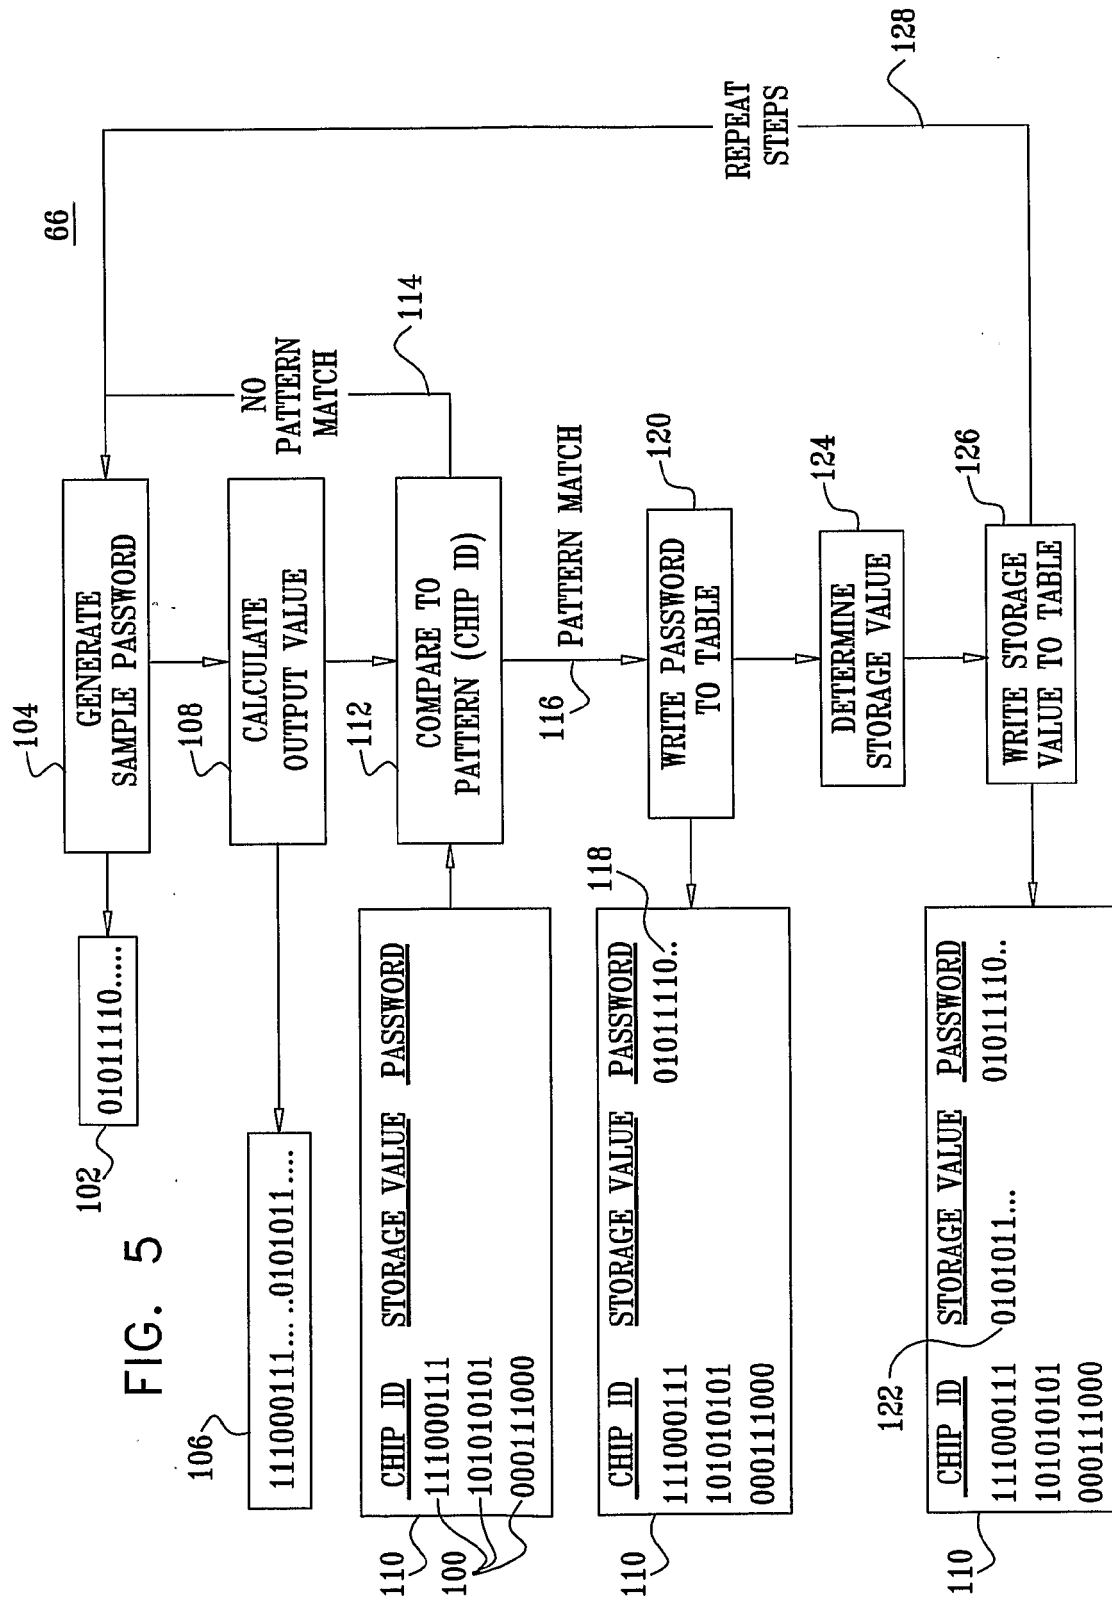 FIG. 5
66
104
GENERATE
SAMPLE PASSWORD
102
01011110.....
108
CALCULATE
OUTPUT VALUE
106
111000111... ..0101011....
112
COMPARE TO
PATTERN (CHIP ID)
NO
PATTERN
MATCH
114
110
CHIP ID STORAGE VALUE PASSWORD
111000111
101010101
000111000
100
116
PATTERN MATCH
WRITE PASSWORD
TO TABLE
120
110
CHIP ID STORAGE VALUE PASSWORD
111000111 01011110..
101010101
000111000
118
DETERMINE
STORAGE VALUE
124
WRITE STORAGE
VALUE TO TABLE
126
110
CHIP ID STORAGE VALUE PASSWORD
111000111 0101011... 01011110..
101010101
000111000
122
REPEAT
STEPS
128